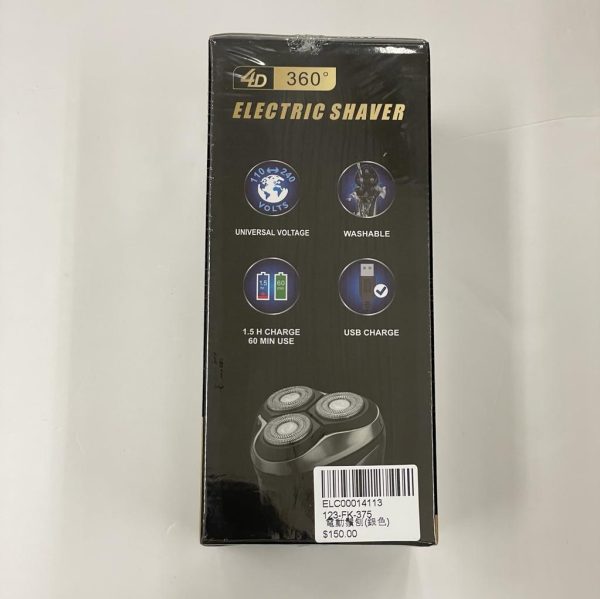 4D 360°
ELECTRIC SHAVER
110 240
VOLTS
UNIVERSAL VOLTAGE
WASHABLE
1.5
60
1.5 H CHARGE
60 MIN USE
USB CHARGE
ELC00014113
123-FK-375
電動鬚刨(銀色)
$150.00